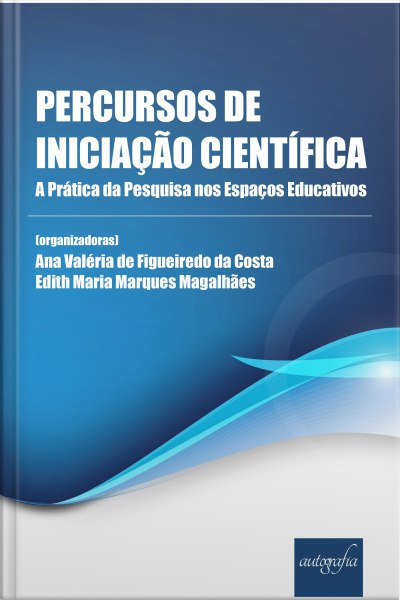 PERCURSOS DE
INICIAÇÃO CIENTÍFICA
A Prática da Pesquisa nos Espaços Educativos
(organizadoras)
Ana Valéria de Figueiredo da Costa
Edith Maria Marques Magalhães
autografia